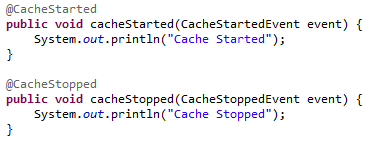 @CacheStarted
public void cacheStarted(CacheStartedEvent event) {
    System.out.println("Cache Started");
}
@CacheStopped
public void cacheStopped(CacheStoppedEvent event) {
    System.out.println("Cache Stopped");
}